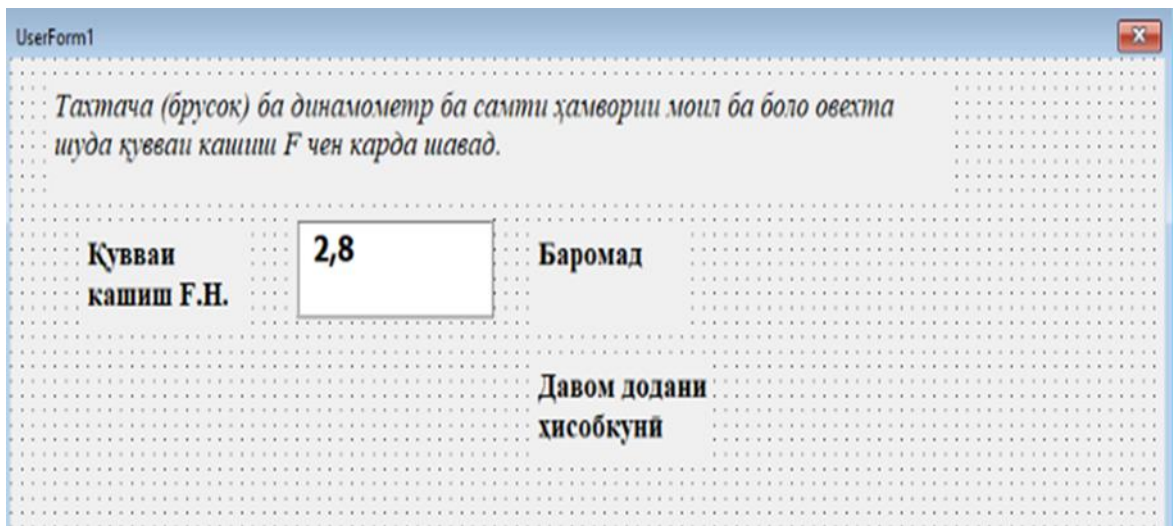 UserForm1
Тахтача (брусок) ба динамометр ба самти ҳамвории моил ба боло овехта
шуда қувваи кашиш F чен карда шавад.
Қувваи
кашиш F.H.
2,8
Баромад
Давом додани
ҳисобкунӣ